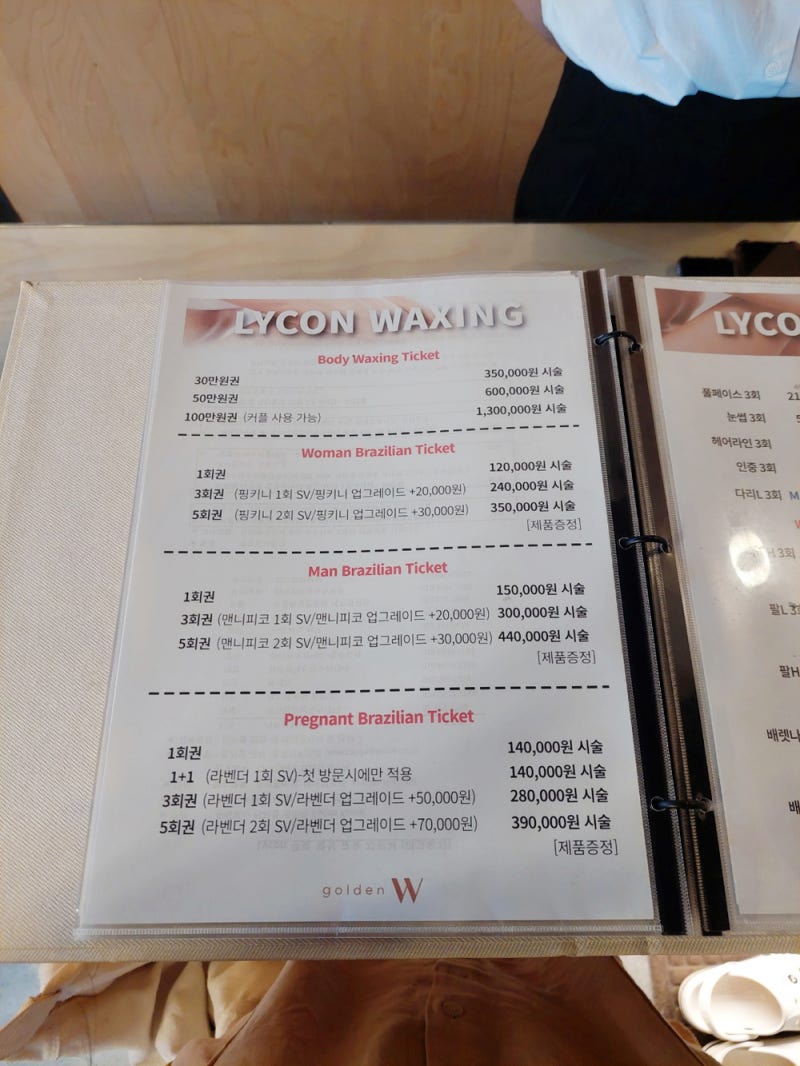 LYCON WAXING
Body Waxing Ticket
30만원권 350,000원 시술
50만원권 600,000원 시술
100만원권 (커플 사용 가능) 1,300,000원 시술
Woman Brazilian Ticket
1회권 120,000원 시술
3회권 (핑키니 1회 SV/핑키니 업그레이드 +20,000원) 240,000원 시술
5회권 (핑키니 2회 SV/핑키니 업그레이드 +30,000원) 350,000원 시술
[제품증정]
Man Brazilian Ticket
1회권 150,000원 시술
3회권 (맨니피코 1회 SV/맨니피코 업그레이드 +20,000원) 300,000원 시술
5회권 (맨니피코 2회 SV/맨니피코 업그레이드 +30,000원) 440,000원 시술
[제품증정]
Pregnant Brazilian Ticket
1회권 140,000원 시술
1+1 (라벤더 1회 SV)-첫 방문시에만 적용 140,000원 시술
3회권 (라벤더 1회 SV/라벤더 업그레이드 +50,000원) 280,000원 시술
5회권 (라벤더 2회 SV/라벤더 업그레이드 +70,000원) 390,000원 시술
[제품증정]
golden W
LYCO
풀페이스 3회 21
눈썹 3회
헤어라인 3회
인중 3회
다리L 3회 M
3회
팔L 3회
팔H
배렛나
배